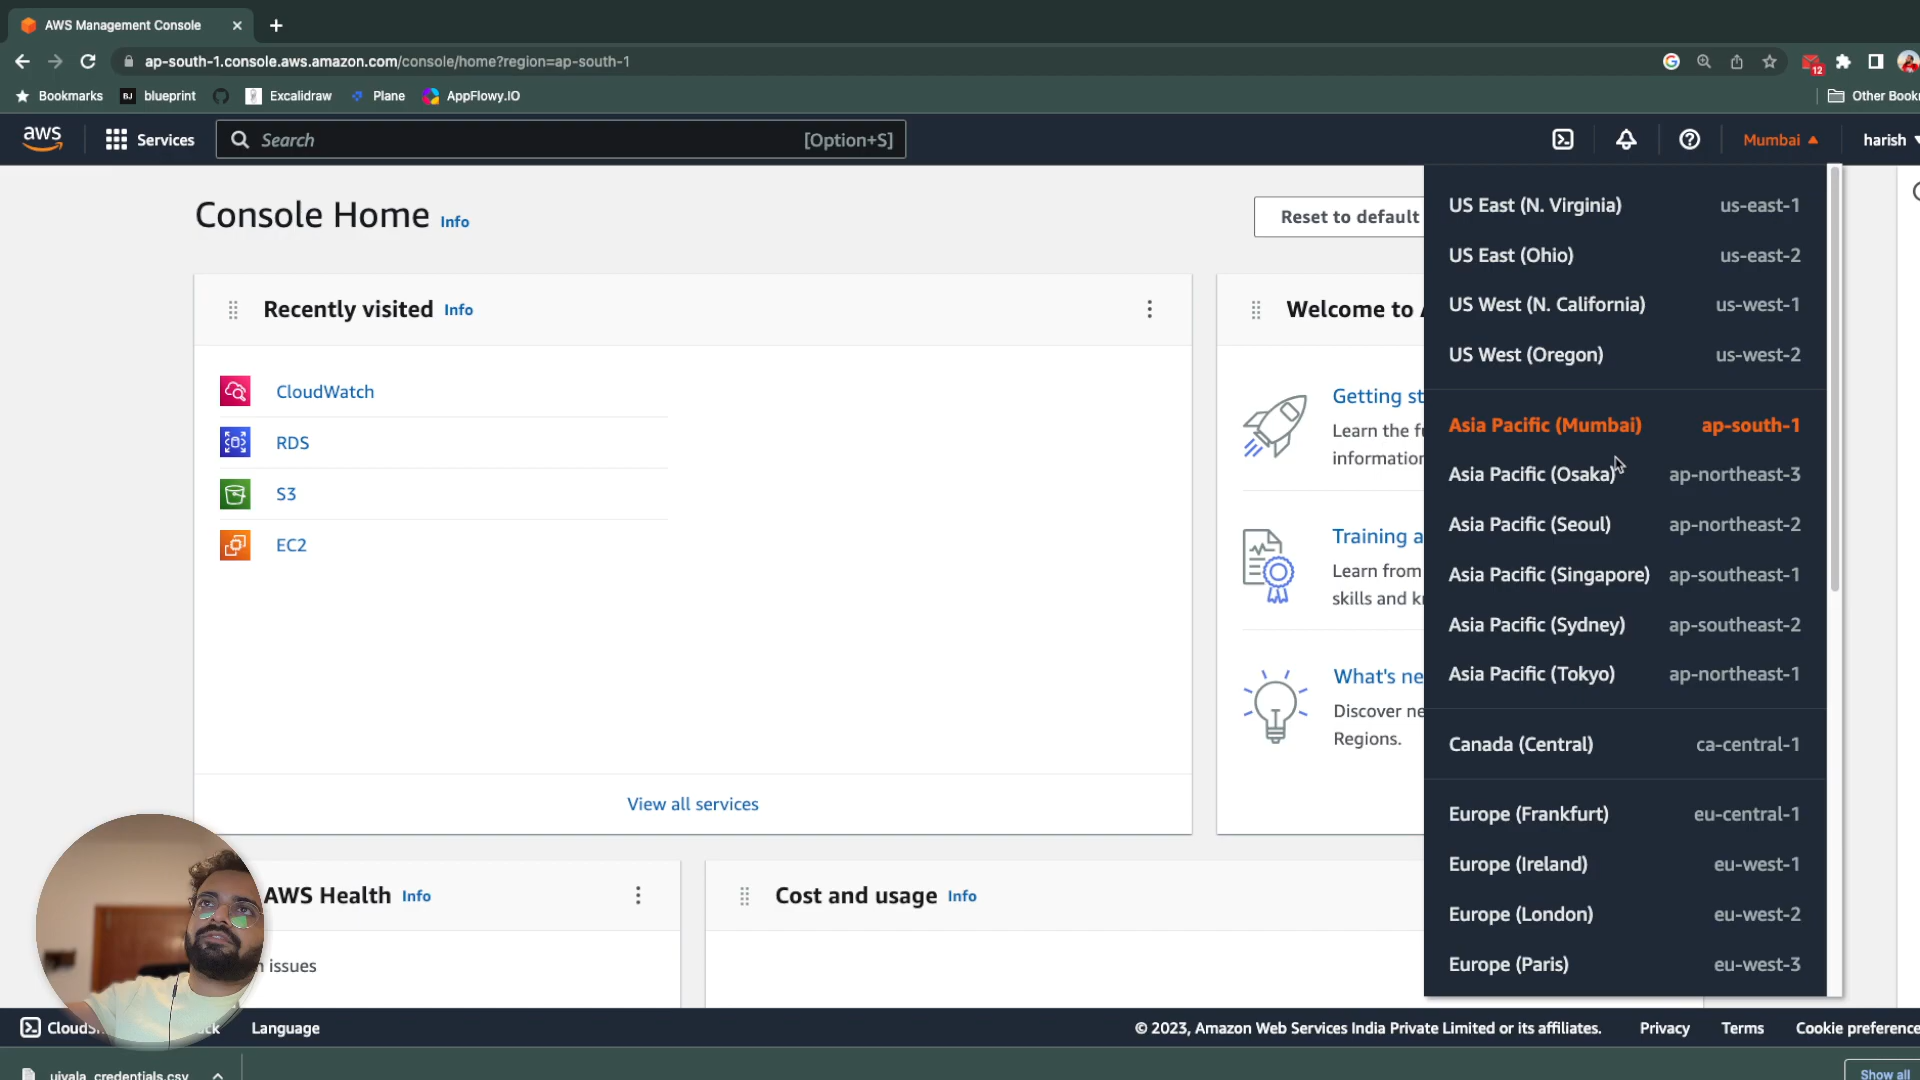 AWS Management Console
ap-south-1.console.aws.amazon.com/console/home?region=ap-south-1
12
Bookmarks
BJ
blueprint
Excalidraw
Plane
AppFlowy.IO
Other Book
aws
Services
Search
[Option+S]
Mumbai
harish
Console Home
Info
Reset to default
Recently visited
Info
CloudWatch
RDS
S3
EC2
View all services
Welcome to
Getting st
Learn the f
information
Training a
Learn from
skills and k
What's ne
Discover ne
Regions.
US East (N. Virginia) us-east-1
US East (Ohio) us-east-2
US West (N. California) us-west-1
US West (Oregon) us-west-2
Asia Pacific (Mumbai) ap-south-1
Asia Pacific (Osaka) ap-northeast-3
Asia Pacific (Seoul) ap-northeast-2
Asia Pacific (Singapore) ap-southeast-1
Asia Pacific (Sydney) ap-southeast-2
Asia Pacific (Tokyo) ap-northeast-1
Canada (Central) ca-central-1
Europe (Frankfurt) eu-central-1
Europe (Ireland) eu-west-1
Europe (London) eu-west-2
Europe (Paris) eu-west-3
AWS Health
Info
issues
Cost and usage
Info
CloudS
Language
© 2023, Amazon Web Services India Private Limited or its affiliates.
Privacy
Terms
Cookie preference
uivala_credentials.csv
Show all